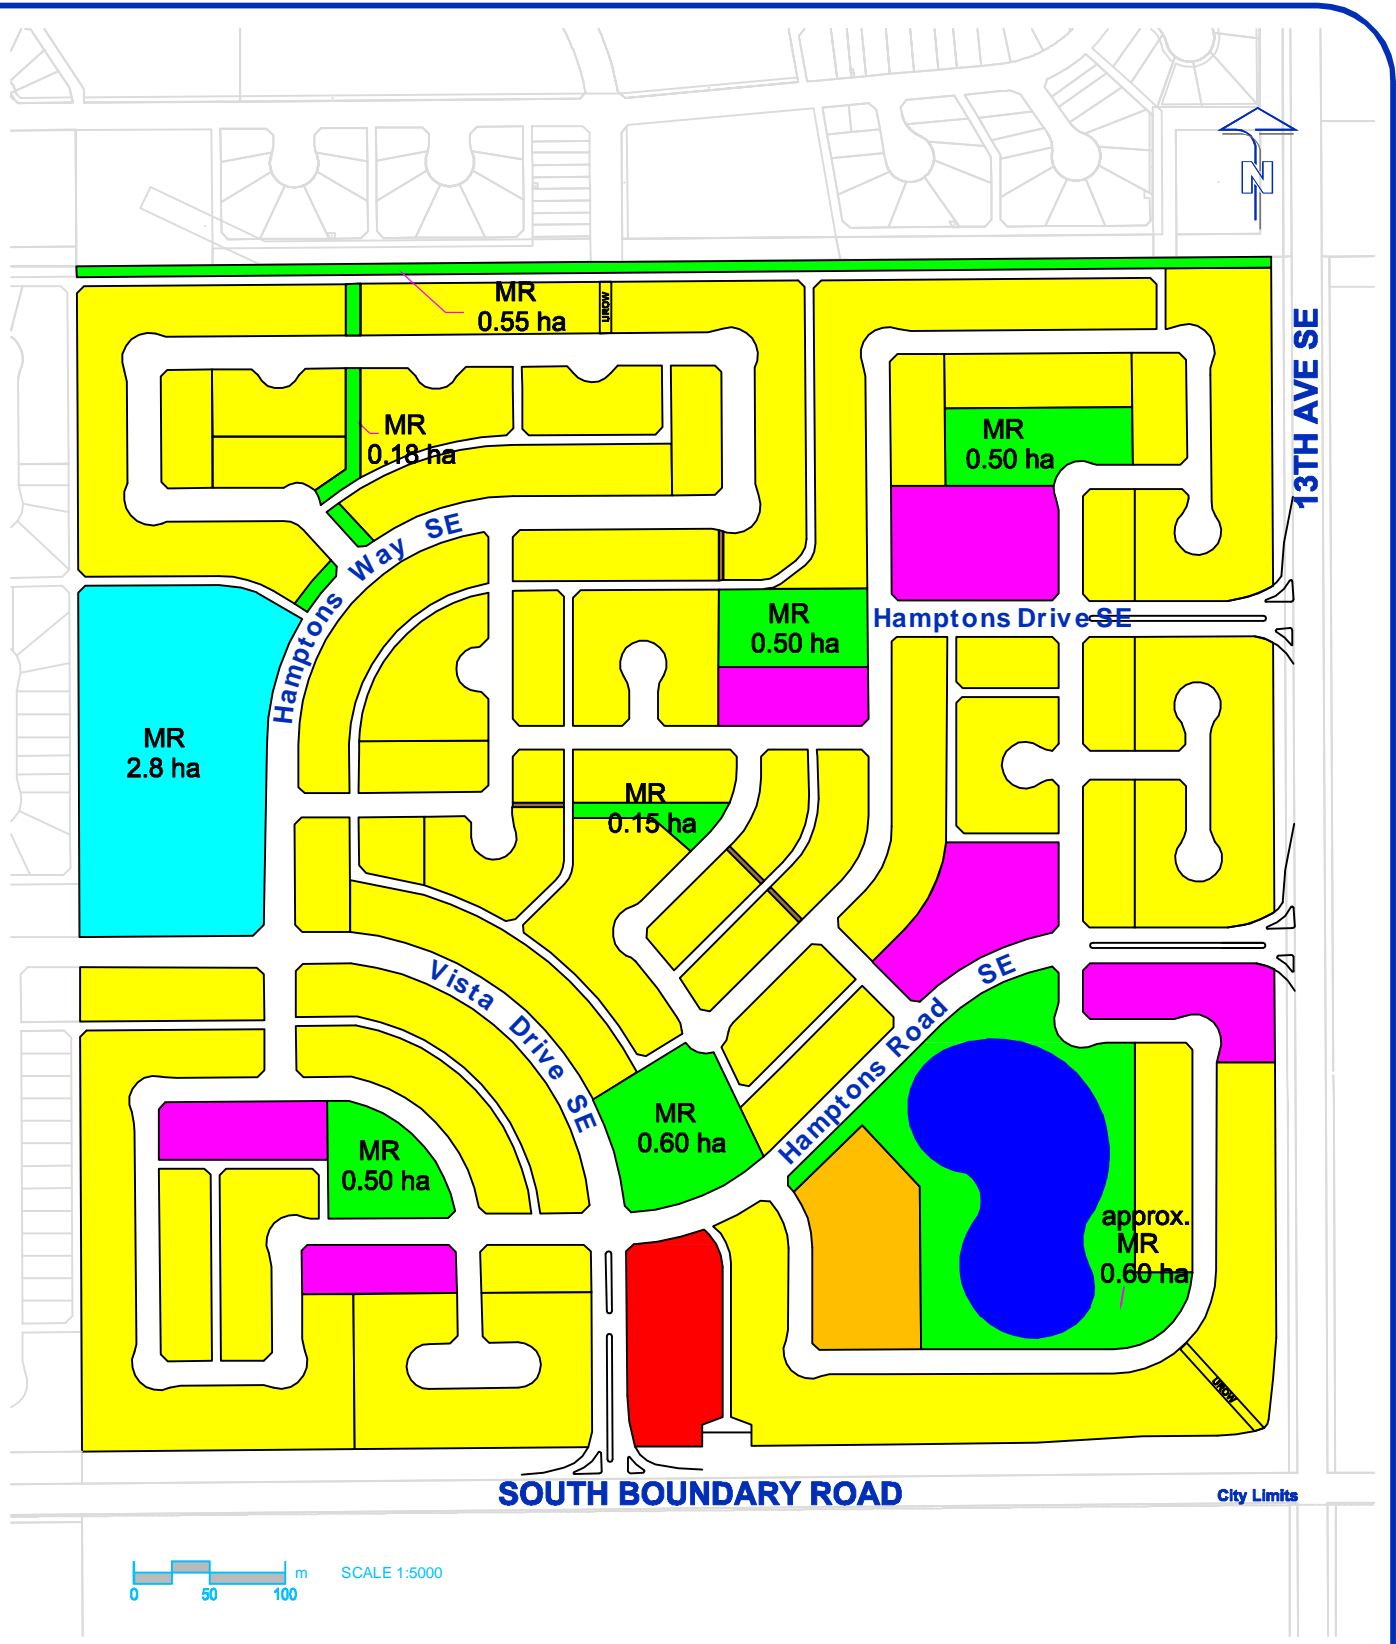 N
MR
0.55 ha
UROW
13TH AVE SE
MR
0.18 ha
MR
0.50 ha
Hamptons Way SE
MR
0.50 ha
Hamptons Drive SE
MR
2.8 ha
MR
0.15 ha
Vista Drive SE
Hamptons Road SE
MR
0.60 ha
MR
0.50 ha
approx.
MR
0.60 ha
UROW
SOUTH BOUNDARY ROAD
City Limits
0 50 100 m SCALE 1:5000